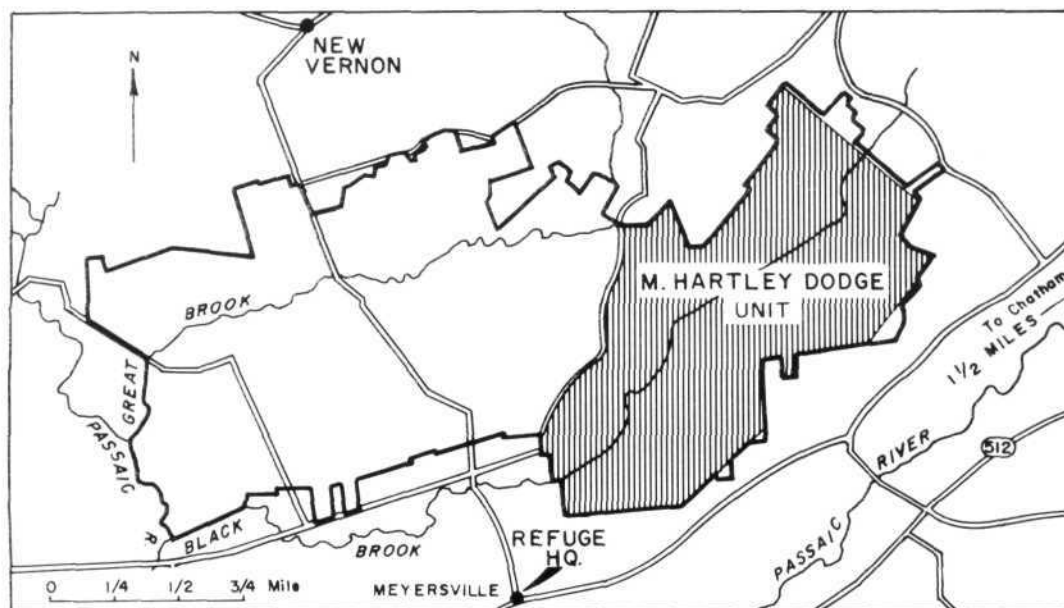 NEW
VERNON
N
M. HARTLEY DODGE
UNIT
BROOK
GREAT
PASSAIC
R.
To Chatham
1 1/2 MILES
RIVER
512
PASSAIC
BLACK
BROOK
REFUGE
HQ.
MEYERSVILLE
0 1/4 1/2 3/4 Mile